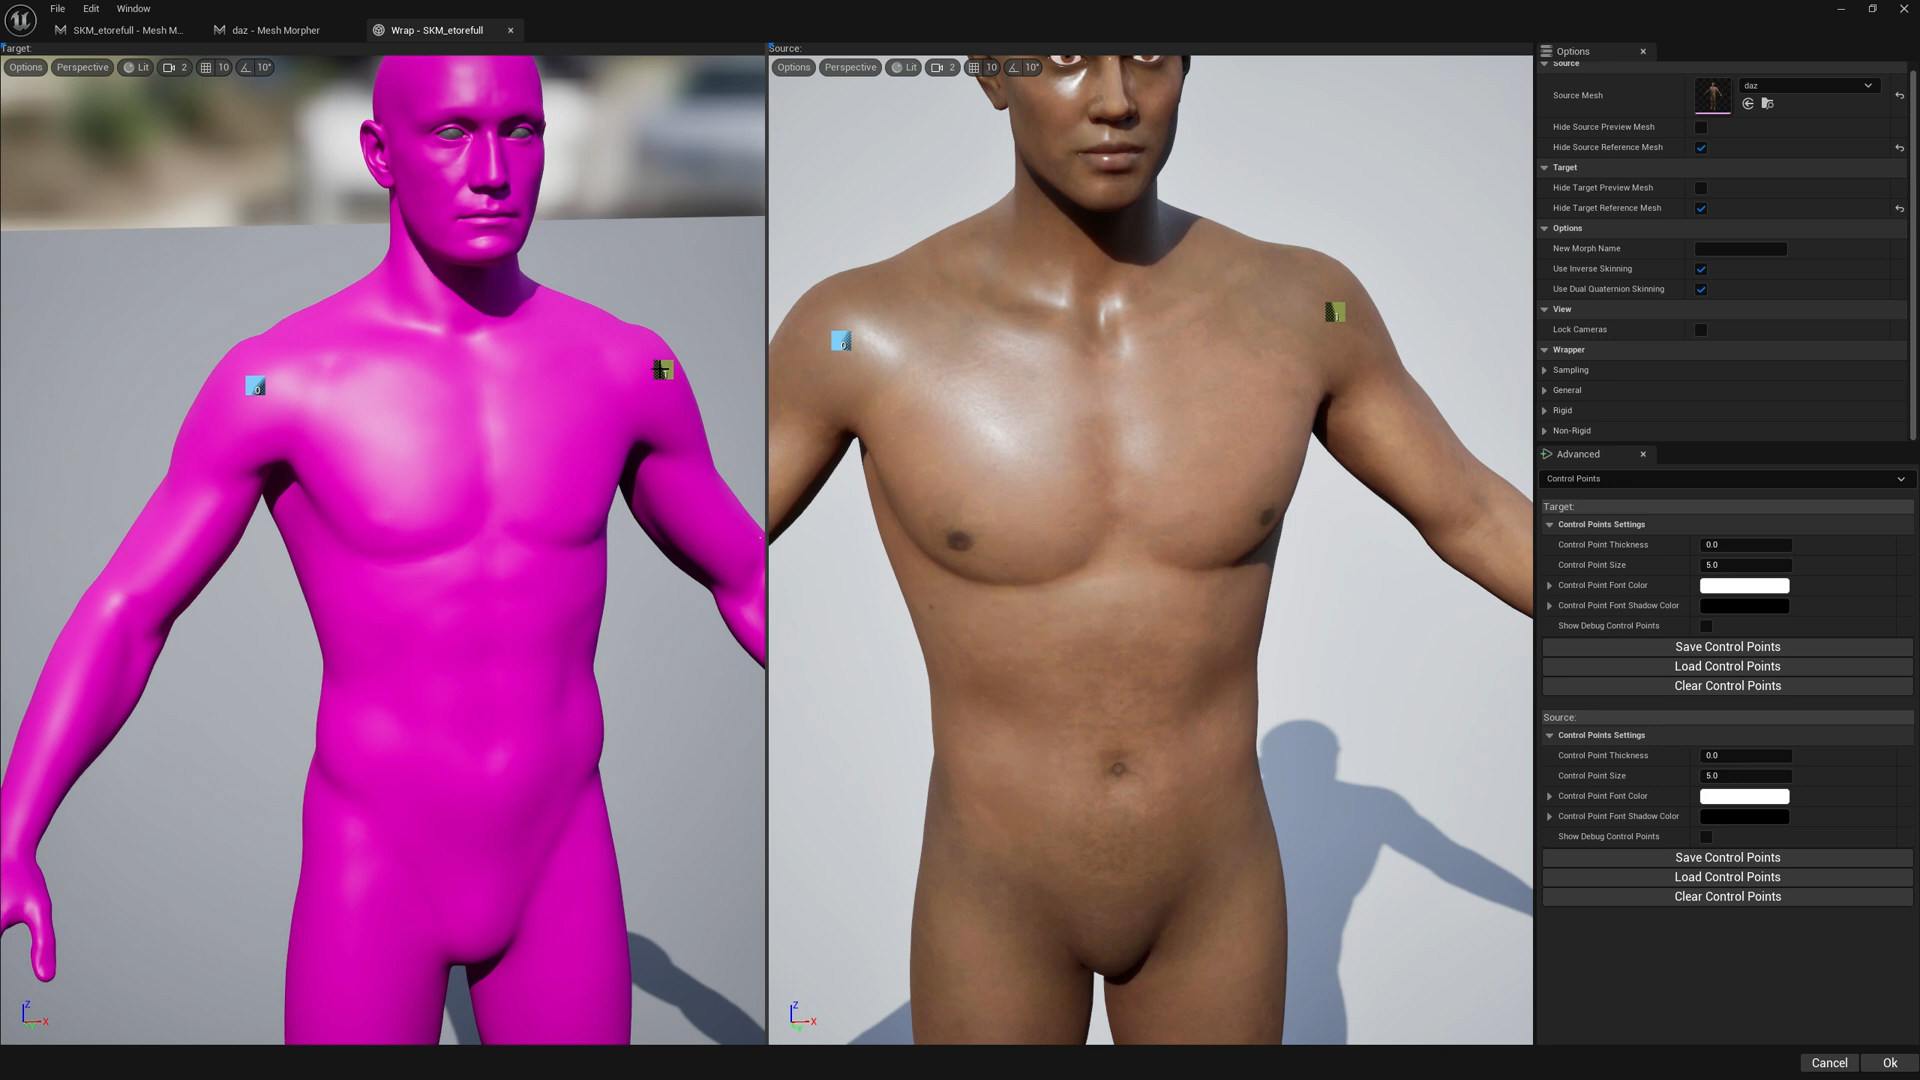 File Edit Window
SKM_etorefull - Mesh M... daz - Mesh Morpher Wrap - SKM_etorefull
Target:
Options Perspective Lit 2 10 10°
0
1
Z
X
Source:
Options Perspective Lit 2 10 10°
0
1
Z
X
Options
Source
Source Mesh daz
Hide Source Preview Mesh
Hide Source Reference Mesh
Target
Hide Target Preview Mesh
Hide Target Reference Mesh
Options
New Morph Name
Use Inverse Skinning
Use Dual Quaternion Skinning
View
Lock Cameras
Wrapper
Sampling
General
Rigid
Non-Rigid
Advanced
Control Points
Target:
Control Points Settings
Control Point Thickness 0.0
Control Point Size 5.0
Control Point Font Color
Control Point Font Shadow Color
Show Debug Control Points
Save Control Points
Load Control Points
Clear Control Points
Source:
Control Points Settings
Control Point Thickness 0.0
Control Point Size 5.0
Control Point Font Color
Control Point Font Shadow Color
Show Debug Control Points
Save Control Points
Load Control Points
Clear Control Points
Cancel Ok